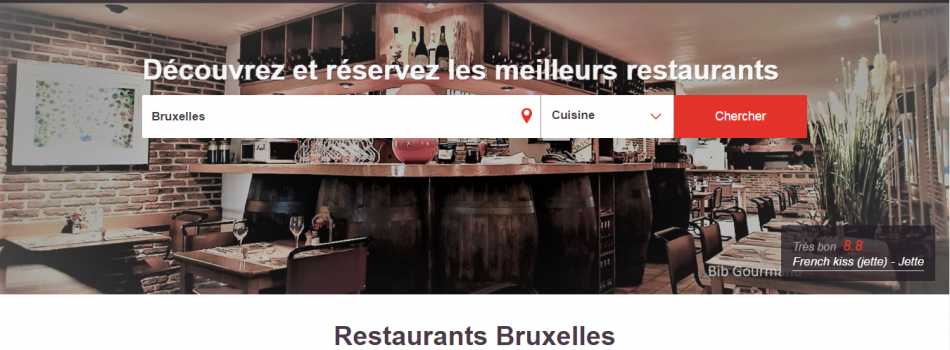 Découvrez et réservez les meilleurs restaurants
Bruxelles
Cuisine
Chercher
Très bon 8.8
French kiss (jette) - Jette
Bib Gourmand
Restaurants Bruxelles